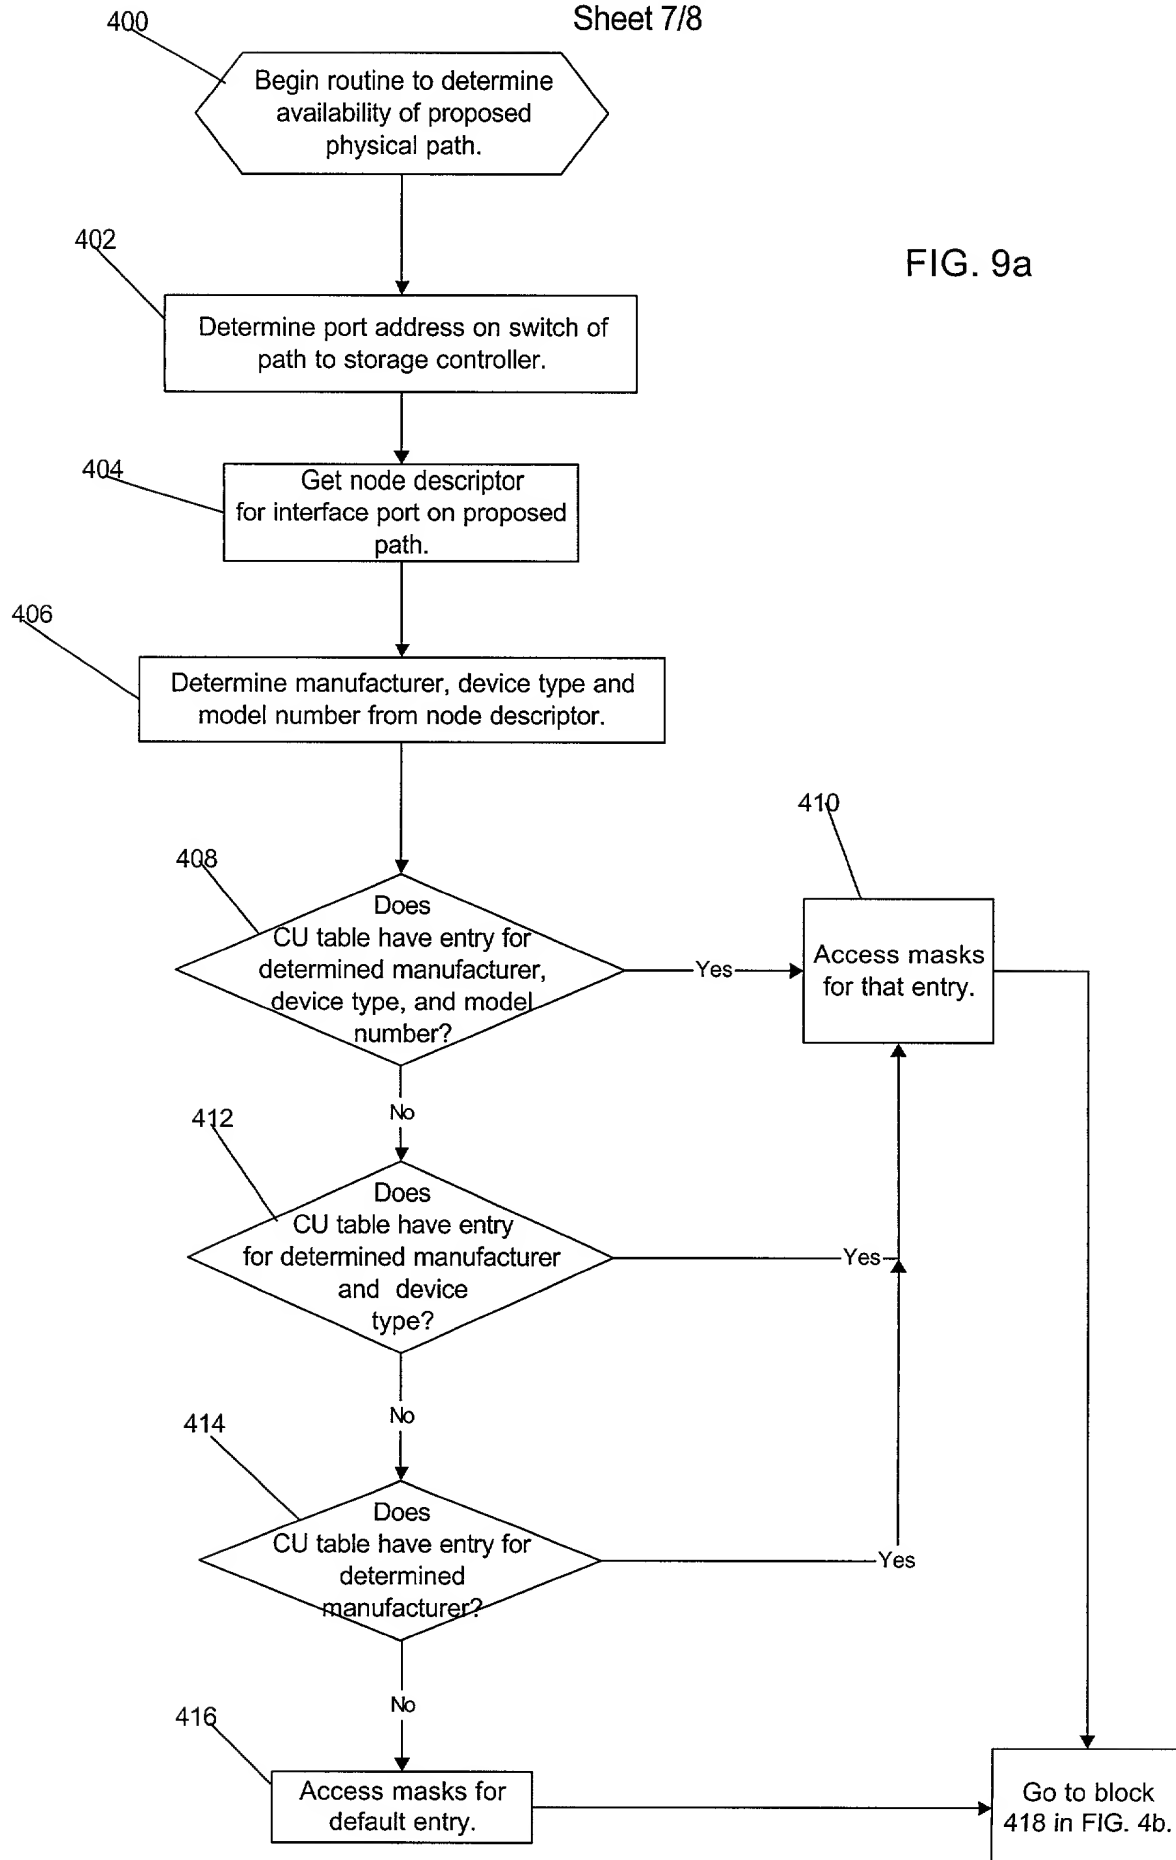 Sheet 7/8
400
Begin routine to determine
availability of proposed
physical path.
402
FIG. 9a
Determine port address on switch of
path to storage controller.
404
Get node descriptor
for interface port on proposed
path.
406
Determine manufacturer, device type and
model number from node descriptor.
408
Does
CU table have entry for
determined manufacturer,
device type, and model
number?
Yes
410
Access masks
for that entry.
No
412
Does
CU table have entry
for determined manufacturer
and device
type?
Yes
No
414
Does
CU table have entry for
determined
manufacturer?
Yes
No
416
Access masks for
default entry.
Go to block
418 in FIG. 4b.